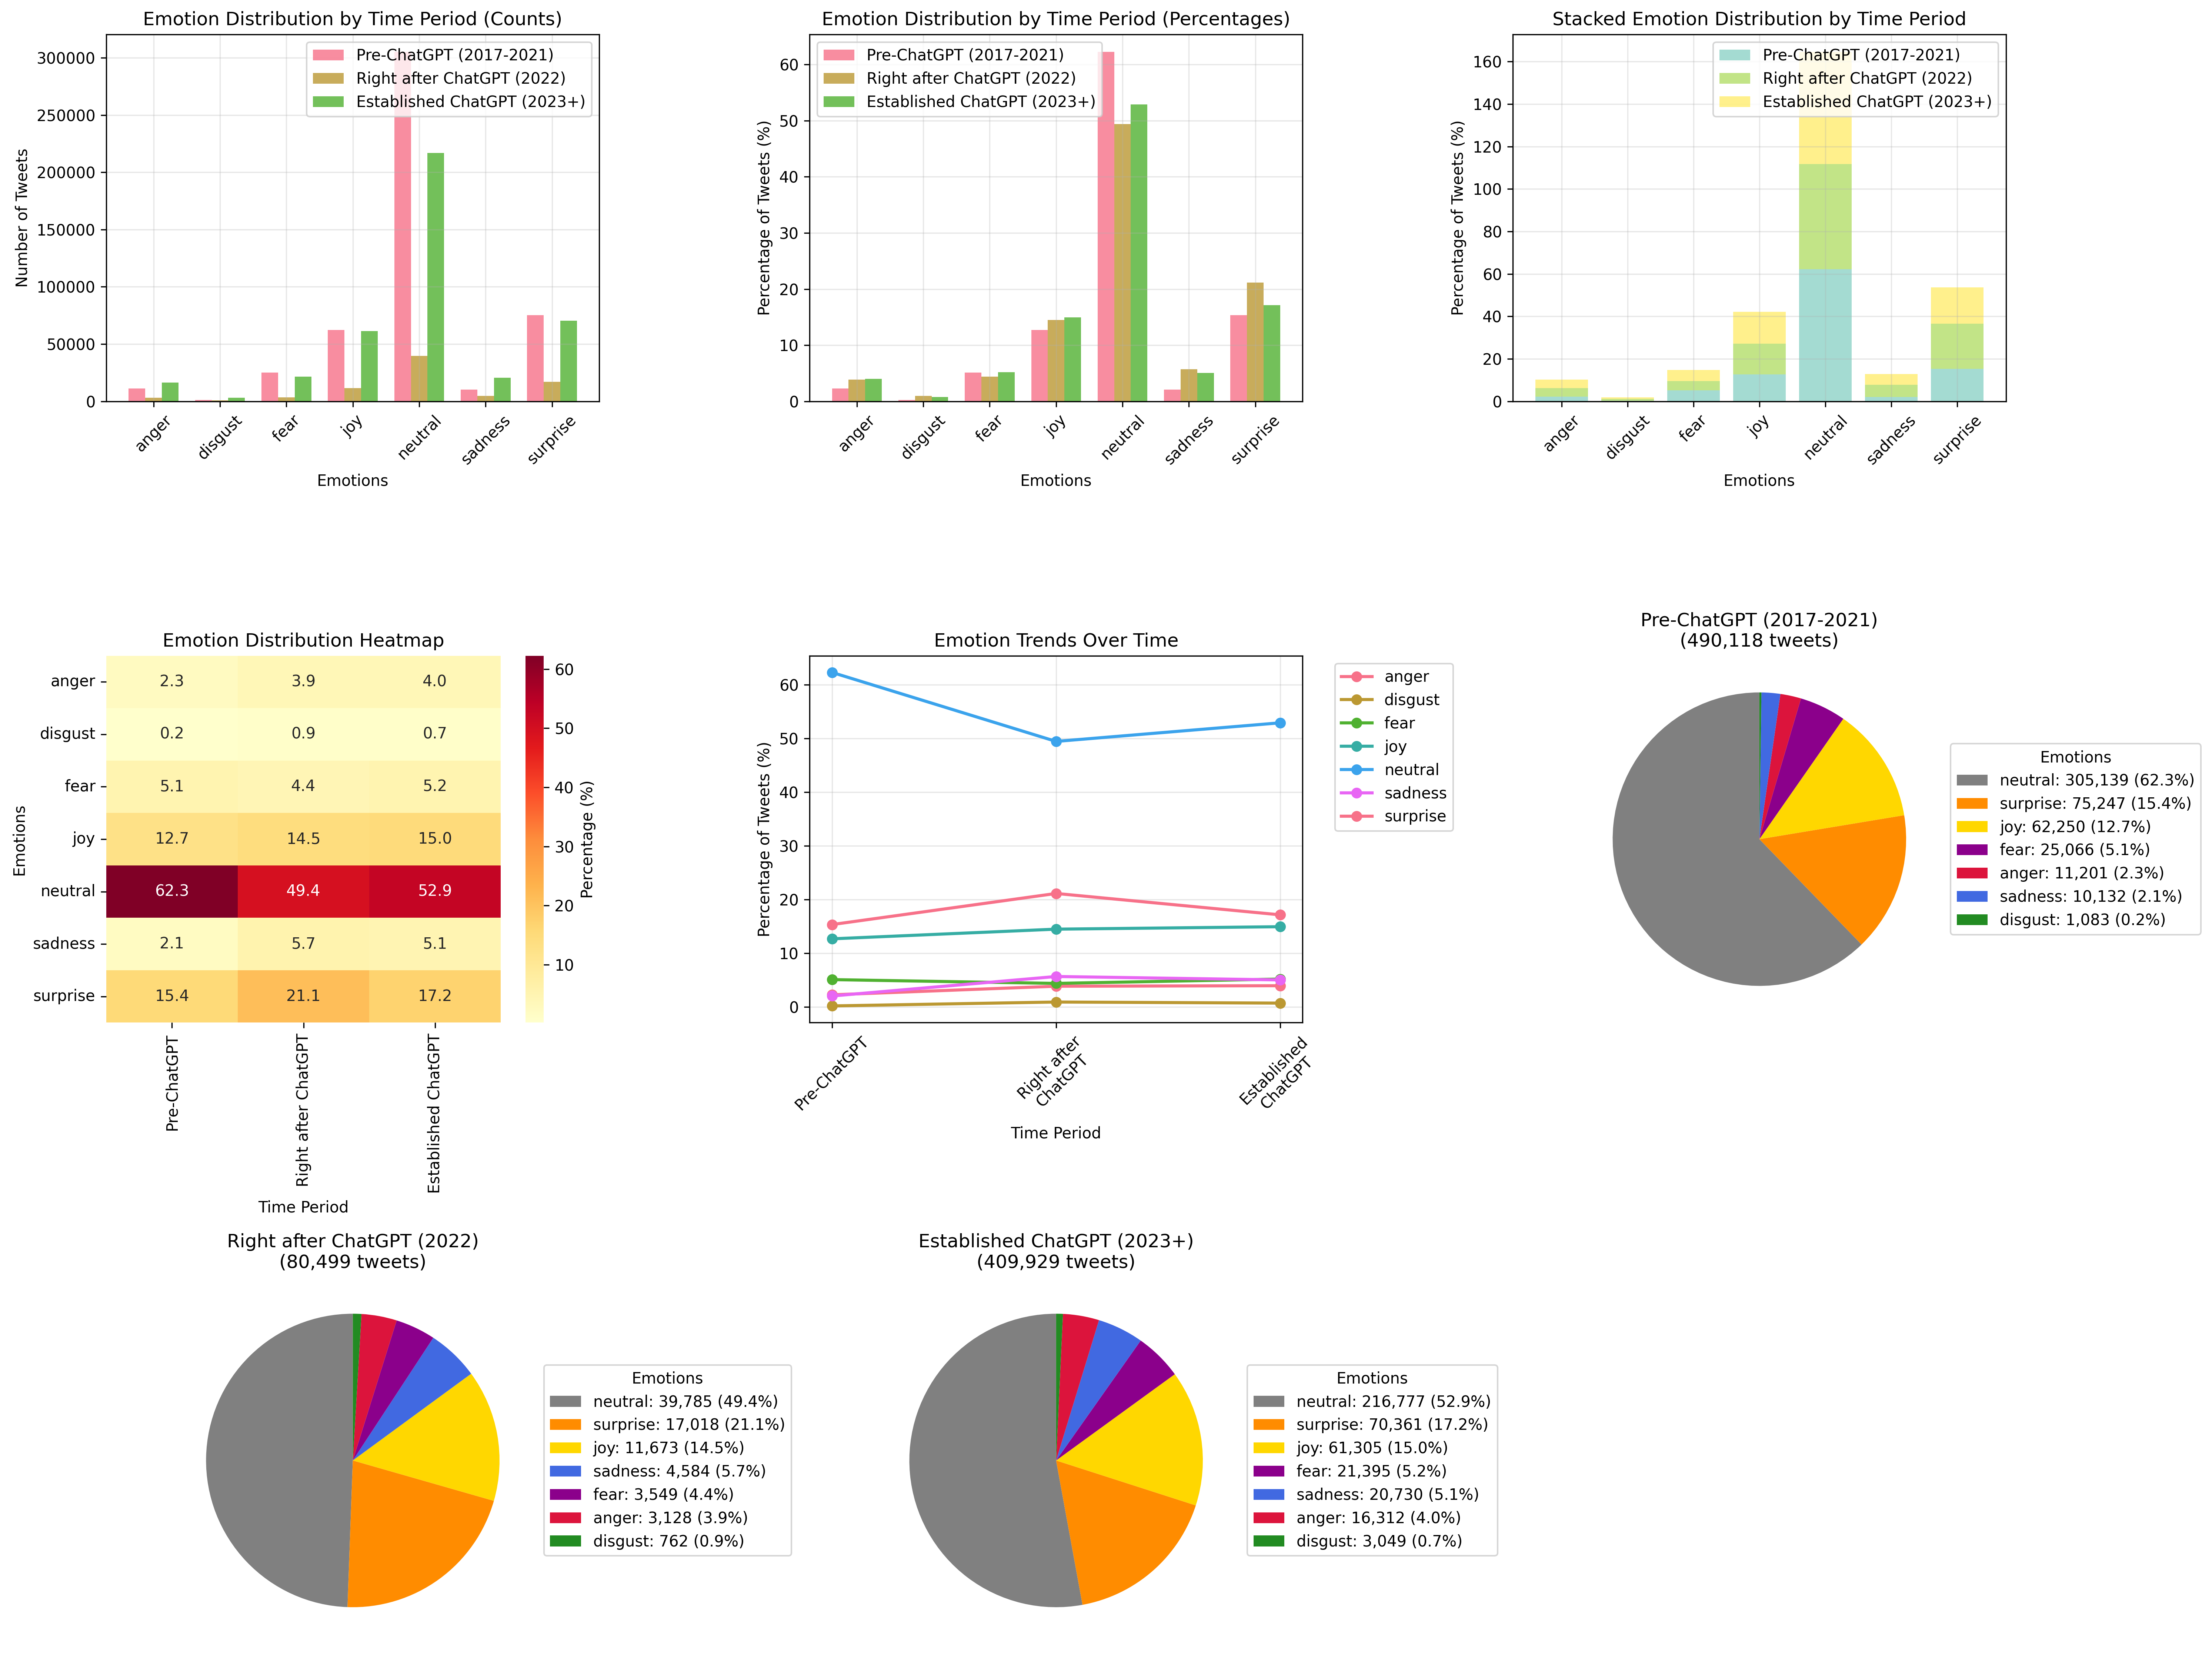 Emotion Distribution by Time Period (Counts)
Number of Tweets
300000
250000
200000
150000
100000
50000
0
Pre-ChatGPT (2017-2021)
Right after ChatGPT (2022)
Established ChatGPT (2023+)
anger
disgust
fear
joy
neutral
sadness
surprise
Emotions
Emotion Distribution by Time Period (Percentages)
Percentage of Tweets (%)
60
50
40
30
20
10
0
Pre-ChatGPT (2017-2021)
Right after ChatGPT (2022)
Established ChatGPT (2023+)
anger
disgust
fear
joy
neutral
sadness
surprise
Emotions
Stacked Emotion Distribution by Time Period
Percentage of Tweets (%)
160
140
120
100
80
60
40
20
0
Pre-ChatGPT (2017-2021)
Right after ChatGPT (2022)
Established ChatGPT (2023+)
anger
disgust
fear
joy
neutral
sadness
surprise
Emotions
Emotion Distribution Heatmap
Emotions
anger 2.3 3.9 4.0
disgust 0.2 0.9 0.7
fear 5.1 4.4 5.2
joy 12.7 14.5 15.0
neutral 62.3 49.4 52.9
sadness 2.1 5.7 5.1
surprise 15.4 21.1 17.2
Pre-ChatGPT
Right after ChatGPT
Established ChatGPT
Time Period
60
50
40
30
20
10
Percentage (%)
Emotion Trends Over Time
Percentage of Tweets (%)
60
50
40
30
20
10
0
Pre-ChatGPT
Right after
ChatGPT
Established
ChatGPT
Time Period
anger
disgust
fear
joy
neutral
sadness
surprise
Pre-ChatGPT (2017-2021)
(490,118 tweets)
Emotions
neutral: 305,139 (62.3%)
surprise: 75,247 (15.4%)
joy: 62,250 (12.7%)
fear: 25,066 (5.1%)
anger: 11,201 (2.3%)
sadness: 10,132 (2.1%)
disgust: 1,083 (0.2%)
Right after ChatGPT (2022)
(80,499 tweets)
Emotions
neutral: 39,785 (49.4%)
surprise: 17,018 (21.1%)
joy: 11,673 (14.5%)
sadness: 4,584 (5.7%)
fear: 3,549 (4.4%)
anger: 3,128 (3.9%)
disgust: 762 (0.9%)
Established ChatGPT (2023+)
(409,929 tweets)
Emotions
neutral: 216,777 (52.9%)
surprise: 70,361 (17.2%)
joy: 61,305 (15.0%)
fear: 21,395 (5.2%)
sadness: 20,730 (5.1%)
anger: 16,312 (4.0%)
disgust: 3,049 (0.7%)